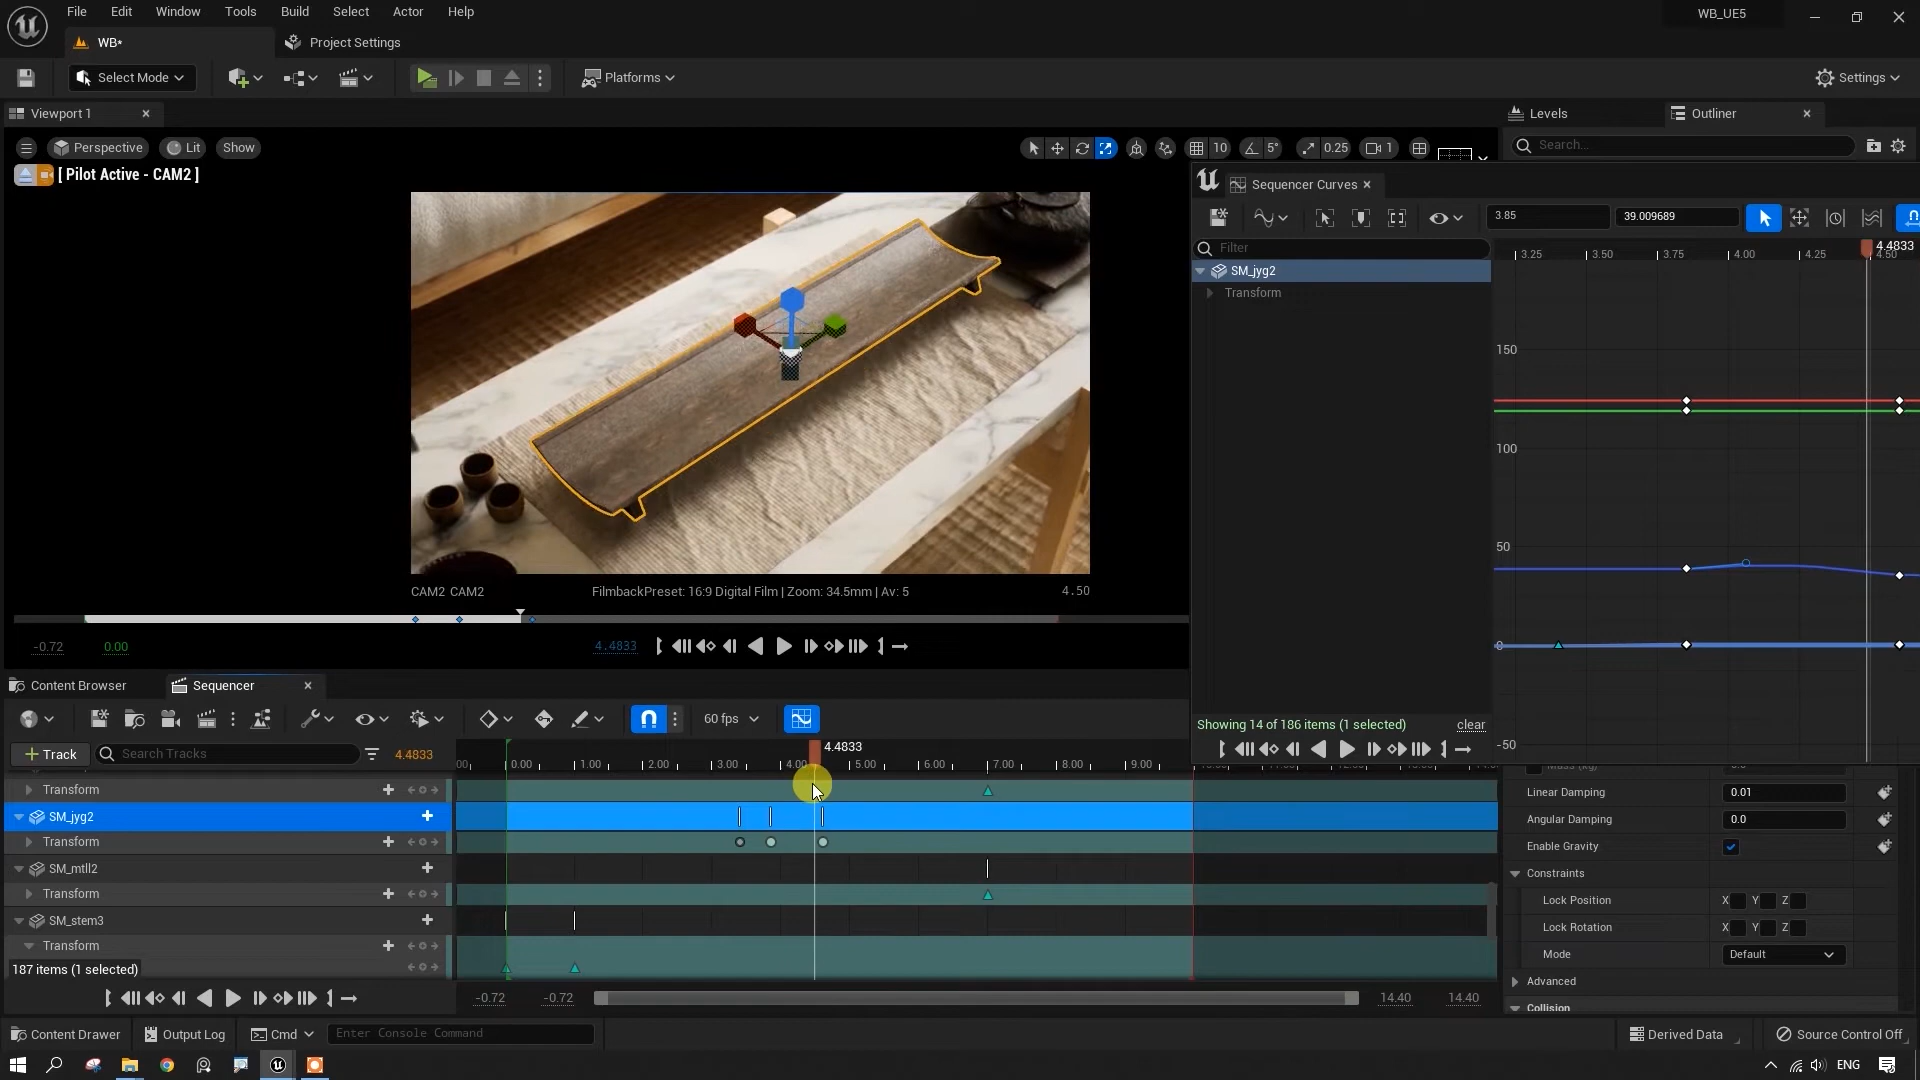 File Edit Window Tools Build Select Actor Help
WB_UE5
WB*
Project Settings
Select Mode
Platforms
Settings
Viewport 1
Levels
Outliner
Perspective
Lit
Show
10
5°
0.25
1
Search...
[ Pilot Active - CAM2 ]
Sequencer Curves
3.85
39.009689
Filter
4.4833
3.25 3.50 3.75 4.00 4.25 4.50
SM_jyg2
Transform
150
100
50
0
-50
CAM2 CAM2
FilmbackPreset: 16:9 Digital Film | Zoom: 34.5mm | Av: 5
4.50
-0.72
0.00
4.4833
Content Browser
Sequencer
60 fps
Showing 14 of 186 items (1 selected)
clear
Track
Search Tracks
4.4833
4.4833
0.00 1.00 2.00 3.00 4.00 5.00 6.00 7.00 8.00 9.00
Transform
SM_jyg2
Transform
SM_mtll2
Transform
SM_stem3
Transform
187 items (1 selected)
-0.72
-0.72
14.40
14.40
Linear Damping
0.01
Angular Damping
0.0
Enable Gravity
Constraints
Lock Position
X Y Z
Lock Rotation
X Y Z
Mode
Default
Advanced
Collision
Content Drawer
Output Log
Cmd
Enter Console Command
Derived Data
Source Control Off
ENG